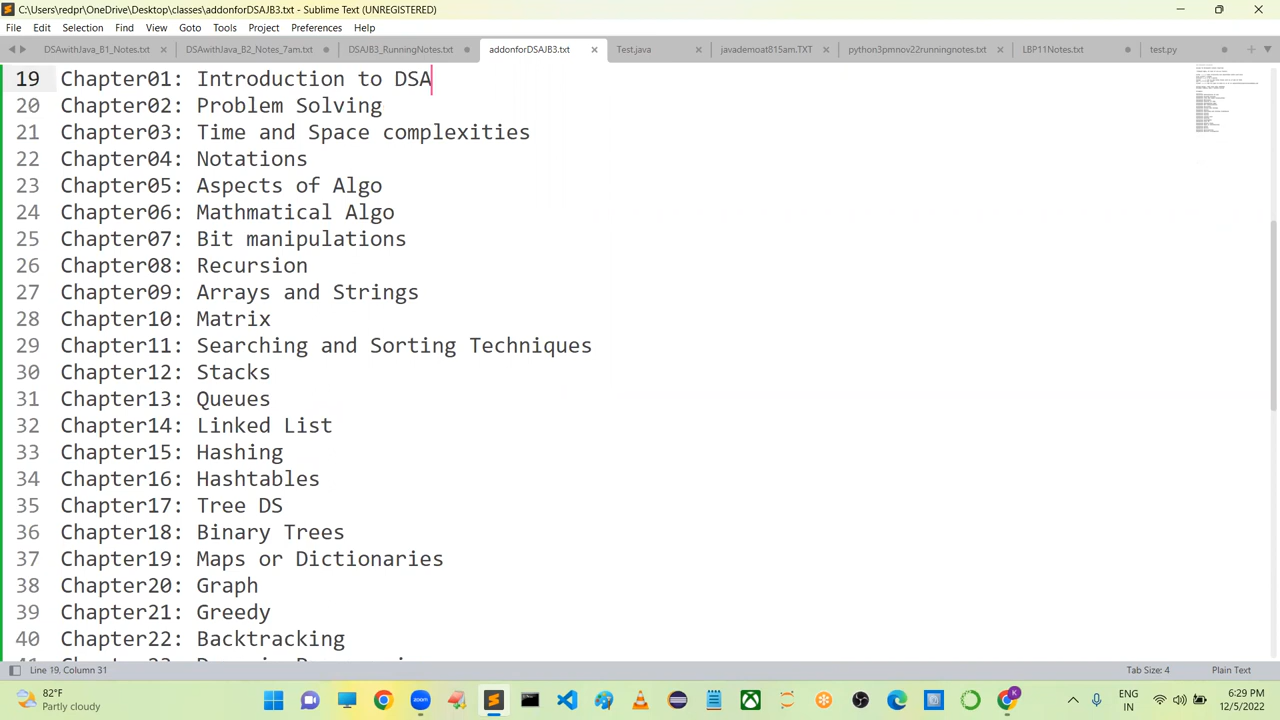 C:\Users\redpr\OneDrive\Desktop\classes\addonforDSAJB3.txt - Sublime Text (UNREGISTERED)
File Edit Selection Find View Goto Tools Project Preferences Help
DSAwithJava_B1_Notes.txt DSAwithJava_B2_Notes_7am.txt DSAJB3_RunningNotes.txt addonforDSAJB3.txt Test.java javademoat815am.TXT python3pmnov22runningnotes.txt LBP11Notes.txt test.py
19 Chapter01: Introduction to DSA
20 Chapter02: Problem Solving
21 Chapter03: Time and Space complexities
22 Chapter04: Notations
23 Chapter05: Aspects of Algo
24 Chapter06: Mathmatical Algo
25 Chapter07: Bit manipulations
26 Chapter08: Recursion
27 Chapter09: Arrays and Strings
28 Chapter10: Matrix
29 Chapter11: Searching and Sorting Techniques
30 Chapter12: Stacks
31 Chapter13: Queues
32 Chapter14: Linked List
33 Chapter15: Hashing
34 Chapter16: Hashtables
35 Chapter17: Tree DS
36 Chapter18: Binary Trees
37 Chapter19: Maps or Dictionaries
38 Chapter20: Graph
39 Chapter21: Greedy
40 Chapter22: Backtracking
Line 19, Column 31 Tab Size: 4 Plain Text
82°F
Partly cloudy
zoom
K
ENG
IN
6:29 PM
12/5/2022